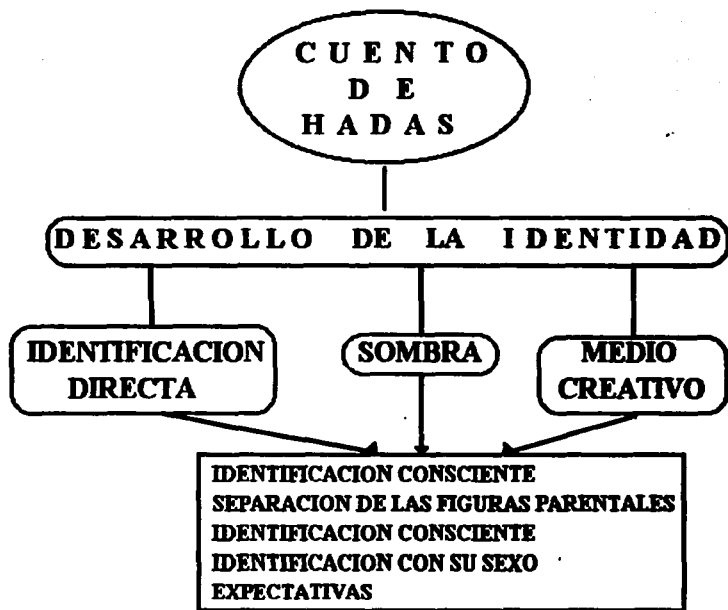 CUENTO
DE
HADAS
DESARROLLO DE LA IDENTIDAD
IDENTIFICACION
DIRECTA
SOMBRA
MEDIO
CREATIVO
IDENTIFICACION CONSCIENTE
SEPARACION DE LAS FIGURAS PARENTALES
IDENTIFICACION CONSCIENTE
IDENTIFICACION CON SU SEXO
EXPECTATIVAS